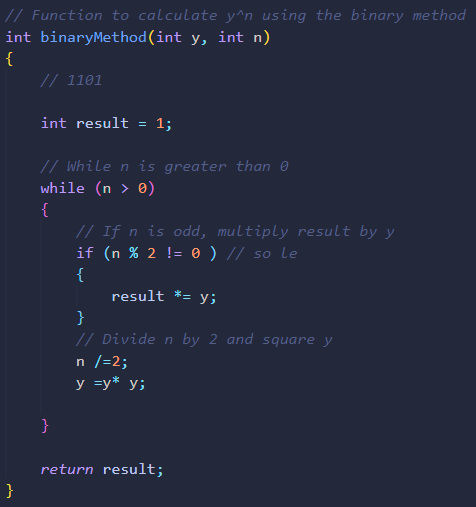 // Function to calculate y^n using the binary method
int binaryMethod(int y, int n)
{
// 1101
int result = 1;
// While n is greater than 0
while (n > 0)
{
// If n is odd, multiply result by y
if (n % 2 != 0 ) // so le
{
result *= y;
}
// Divide n by 2 and square y
n /=2;
y =y* y;
}
return result;
}